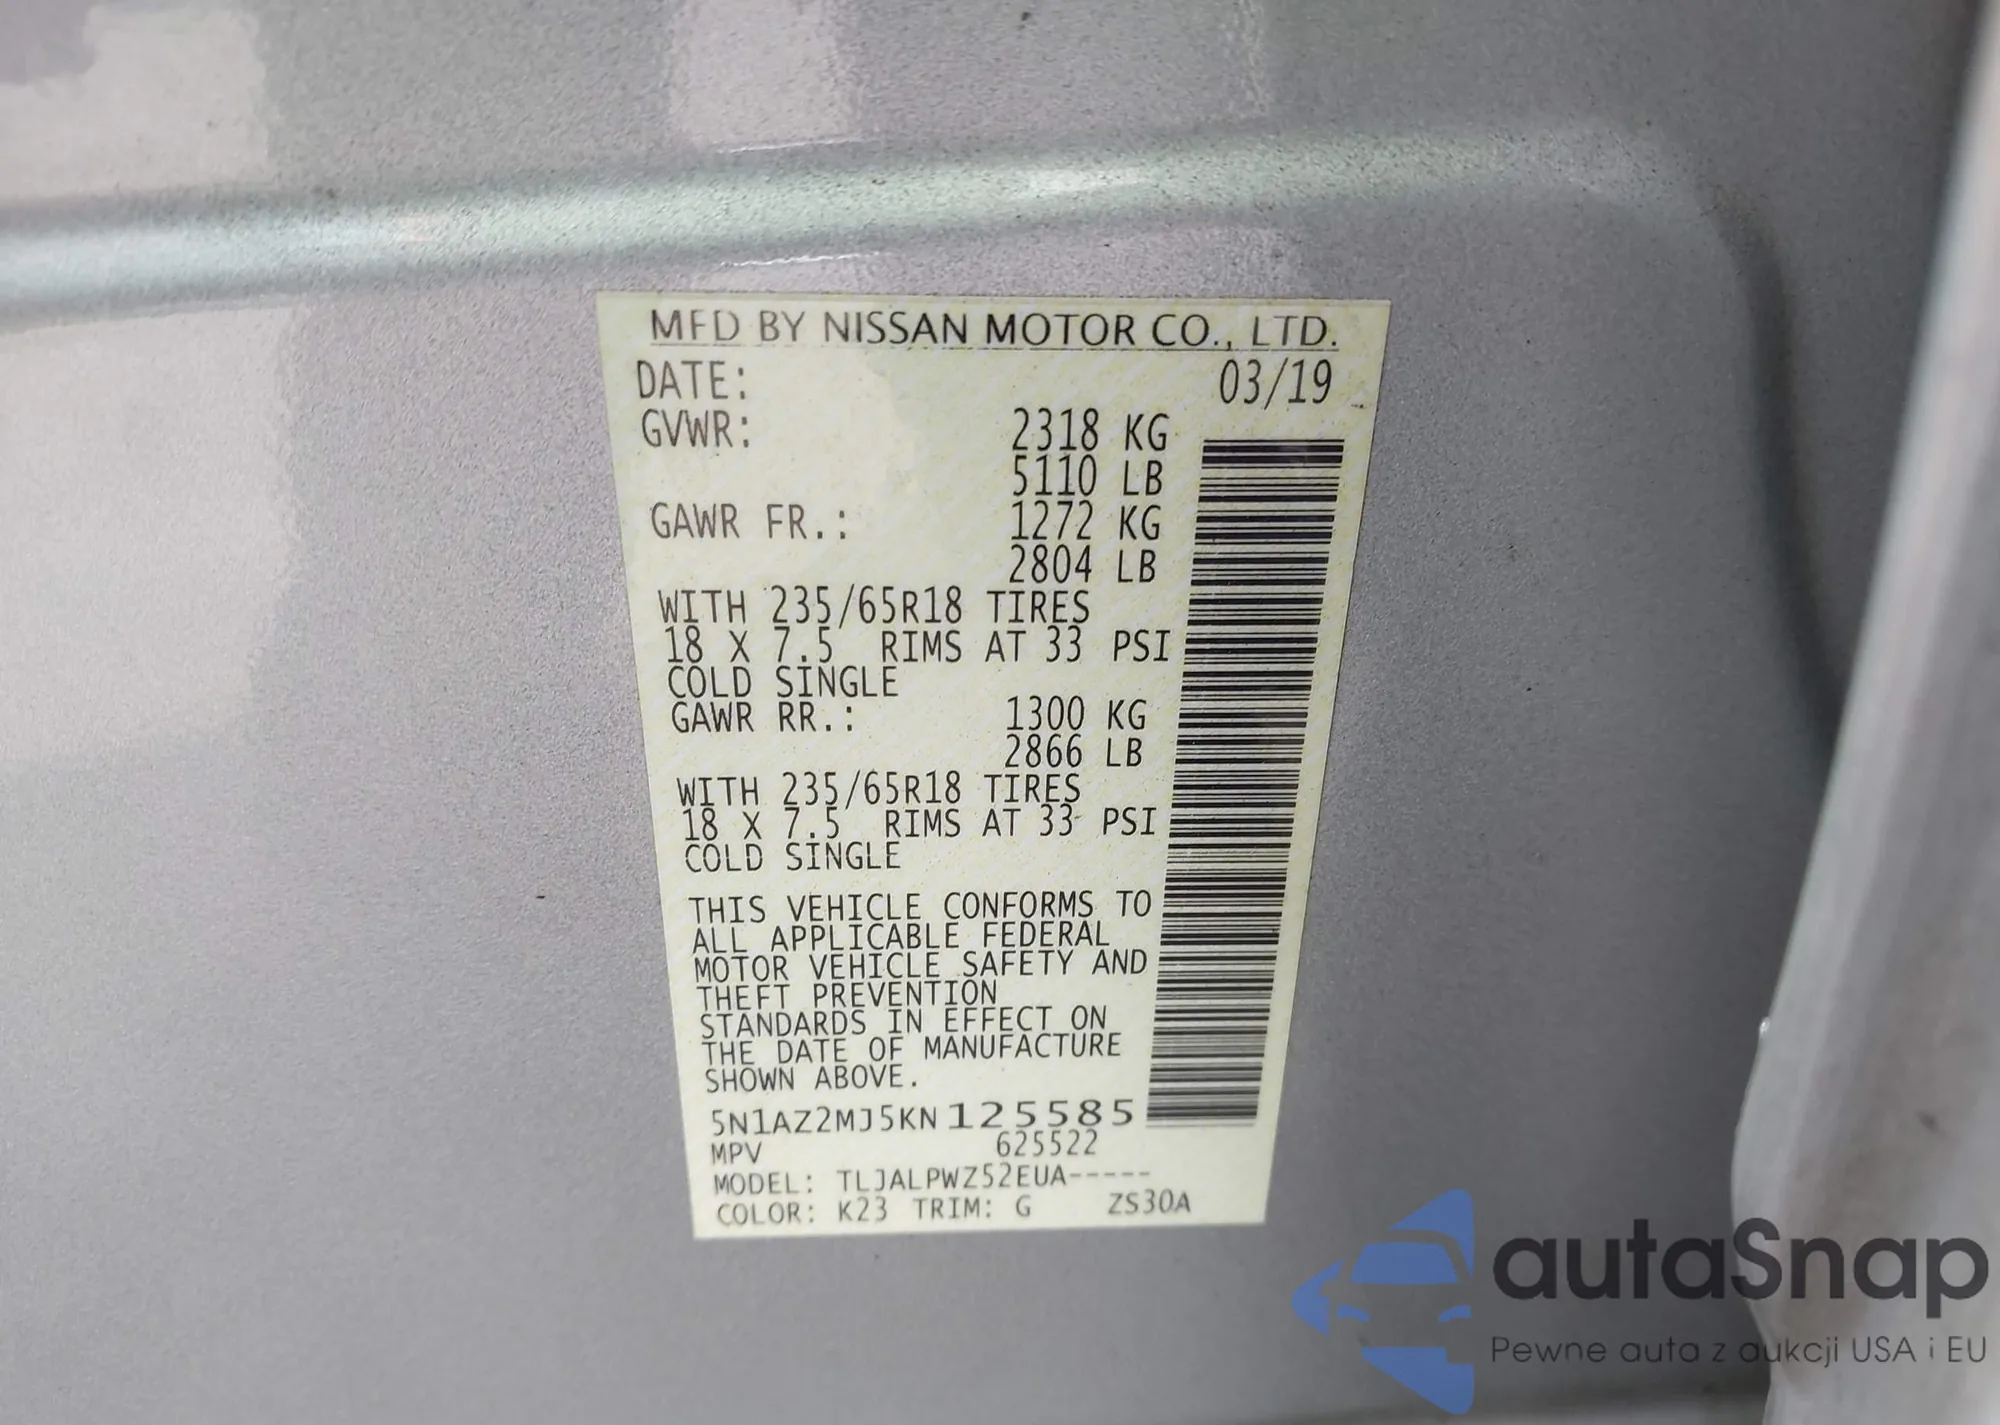 MFD BY NISSAN MOTOR CO., LTD.
DATE: 03/19
GVWR: 2318 KG
5110 LB
GAWR FR.: 1272 KG
2804 LB
WITH 235/65R18 TIRES
18 X 7.5 RIMS AT 33 PSI
COLD SINGLE
GAWR RR.: 1300 KG
2866 LB
WITH 235/65R18 TIRES
18 X 7.5 RIMS AT 33 PSI
COLD SINGLE
THIS VEHICLE CONFORMS TO
ALL APPLICABLE FEDERAL
MOTOR VEHICLE SAFETY AND
THEFT PREVENTION
STANDARDS IN EFFECT ON
THE DATE OF MANUFACTURE
SHOWN ABOVE.
5N1AZ2MJ5KN125585
MPV 625522
MODEL: TLJALPWZ52EUA-----
COLOR: K23 TRIM: G ZS30A
autaSnap
Pewne auta z aukcji USA i EU